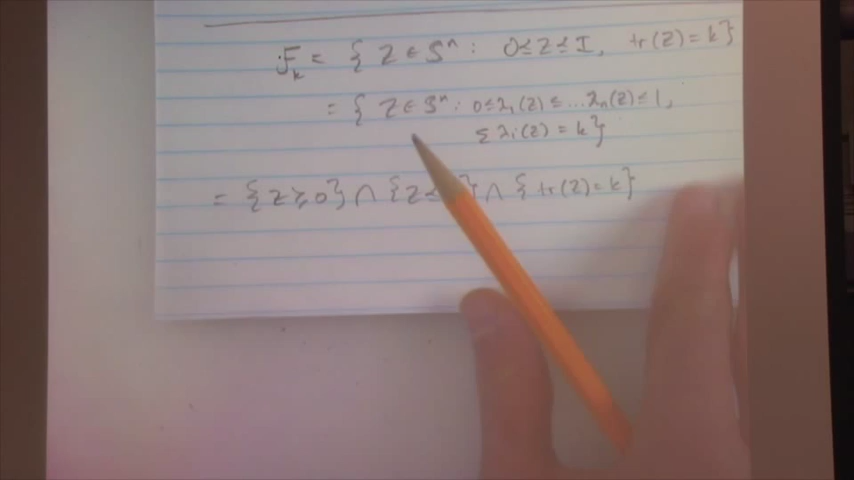 F_k = { Z ∈ S^n : 0 ≤ Z ≤ I, tr(Z) = k }
= { Z ∈ S^n : 0 ≤ λ_1(Z) ≤ ... λ_n(Z) ≤ 1,
Σ λ_i(Z) = k }
= { Z ≽ 0 } ∩ { Z ≤ } ∩ { tr(Z) = k }